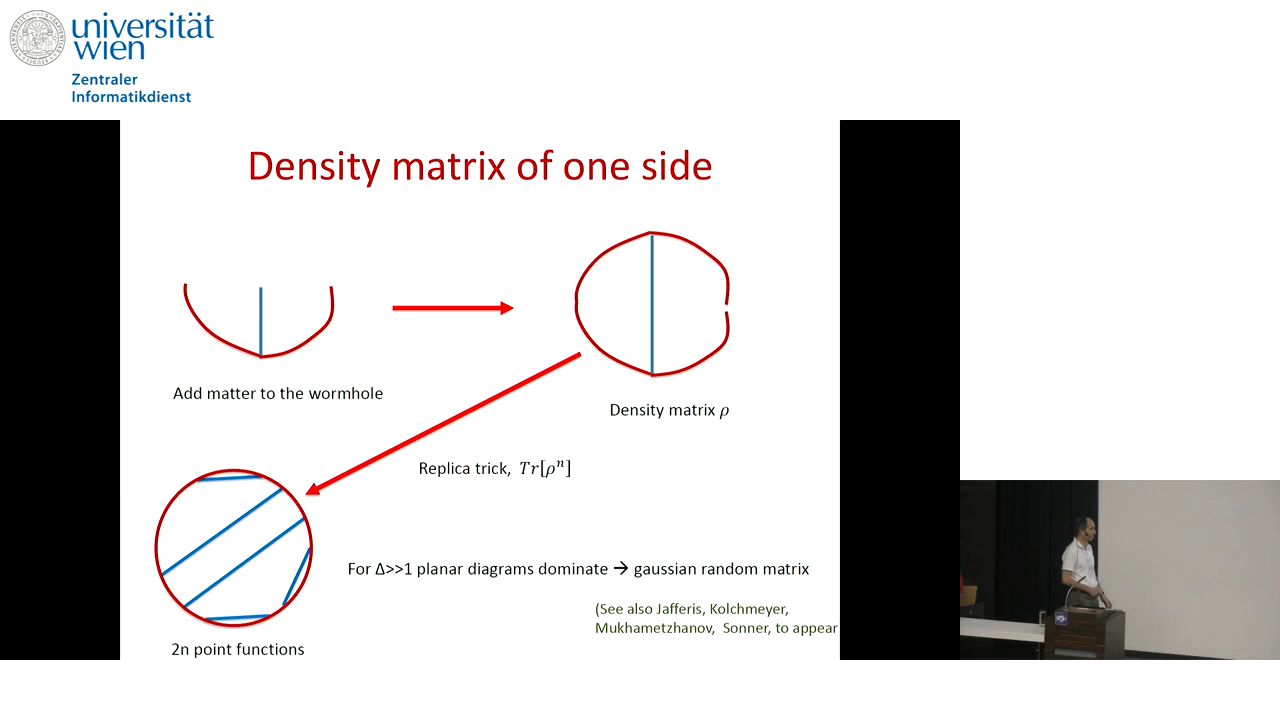 universität
wien
Zentraler
Informatikdienst
Density matrix of one side
Add matter to the wormhole
Density matrix ρ
Replica trick, Tr[ρⁿ]
For Δ>>1 planar diagrams dominate → gaussian random matrix
(See also Jafferis, Kolchmeyer,
Mukhametzhanov, Sonner, to appear
2n point functions